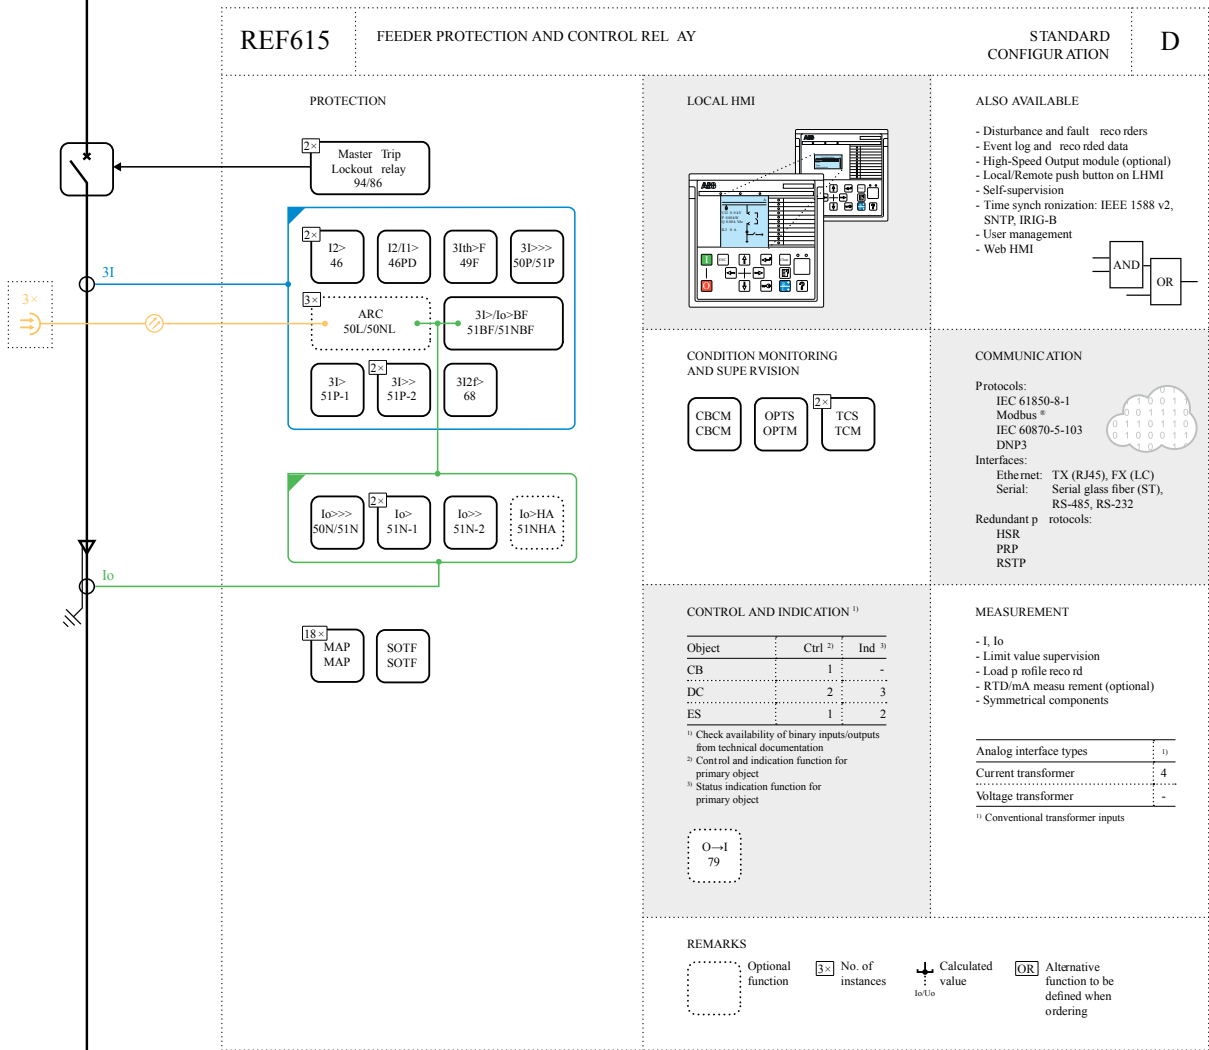 REF615
FEEDER PROTECTION AND CONTROL REL AY
STANDARD
CONFIGURATION
D
PROTECTION
2×
Master Trip
Lockout relay
94/86
3I
3×
2×
I2>
46
I2/I1>
46PD
3Ith>F
49F
3I>>>
50P/51P
3×
ARC
50L/50NL
3I>/Io>BF
51BF/51NBF
3I>
51P-1
2×
3I>>
51P-2
3I2f>
68
Io>>>
50N/51N
2×
Io>
51N-1
Io>>
51N-2
Io>HA
51NHA
Io
18×
MAP
MAP
SOTF
SOTF
LOCAL HMI
ABB
ABB
I
O
?
ALSO AVAILABLE
- Disturbance and fault reco rders
- Event log and reco rded data
- High-Speed Output module (optional)
- Local/Remote push button on LHMI
- Self-supervision
- Time synch ronization: IEEE 1588 v2,
SNTP, IRIG-B
- User management
- Web HMI
AND
OR
CONDITION MONITORING
AND SUPE RVISION
CBCM
CBCM
OPTS
OPTM
2×
TCS
TCM
COMMUNICATION
Protocols:
IEC 61850-8-1
Modbus ®
IEC 60870-5-103
DNP3
Interfaces:
Ethernet: TX (RJ45), FX (LC)
Serial: Serial glass fiber (ST),
RS-485, RS-232
Redundant p rotocols:
HSR
PRP
RSTP
CONTROL AND INDICATION 1)
Object Ctrl 2) Ind 3)
CB 1 -
DC 2 3
ES 1 2
1) Check availability of binary inputs/outputs
from technical documentation
2) Control and indication function for
primary object
3) Status indication function for
primary object
O→I
79
MEASUREMENT
- I, Io
- Limit value supervision
- Load p rofile reco rd
- RTD/mA measu rement (optional)
- Symmetrical components
Analog interface types 1)
Current transformer 4
Voltage transformer -
1) Conventional transformer inputs
REMARKS
Optional
function
3×
No. of
instances
Io/Uo
Calculated
value
OR
Alternative
function to be
defined when
ordering